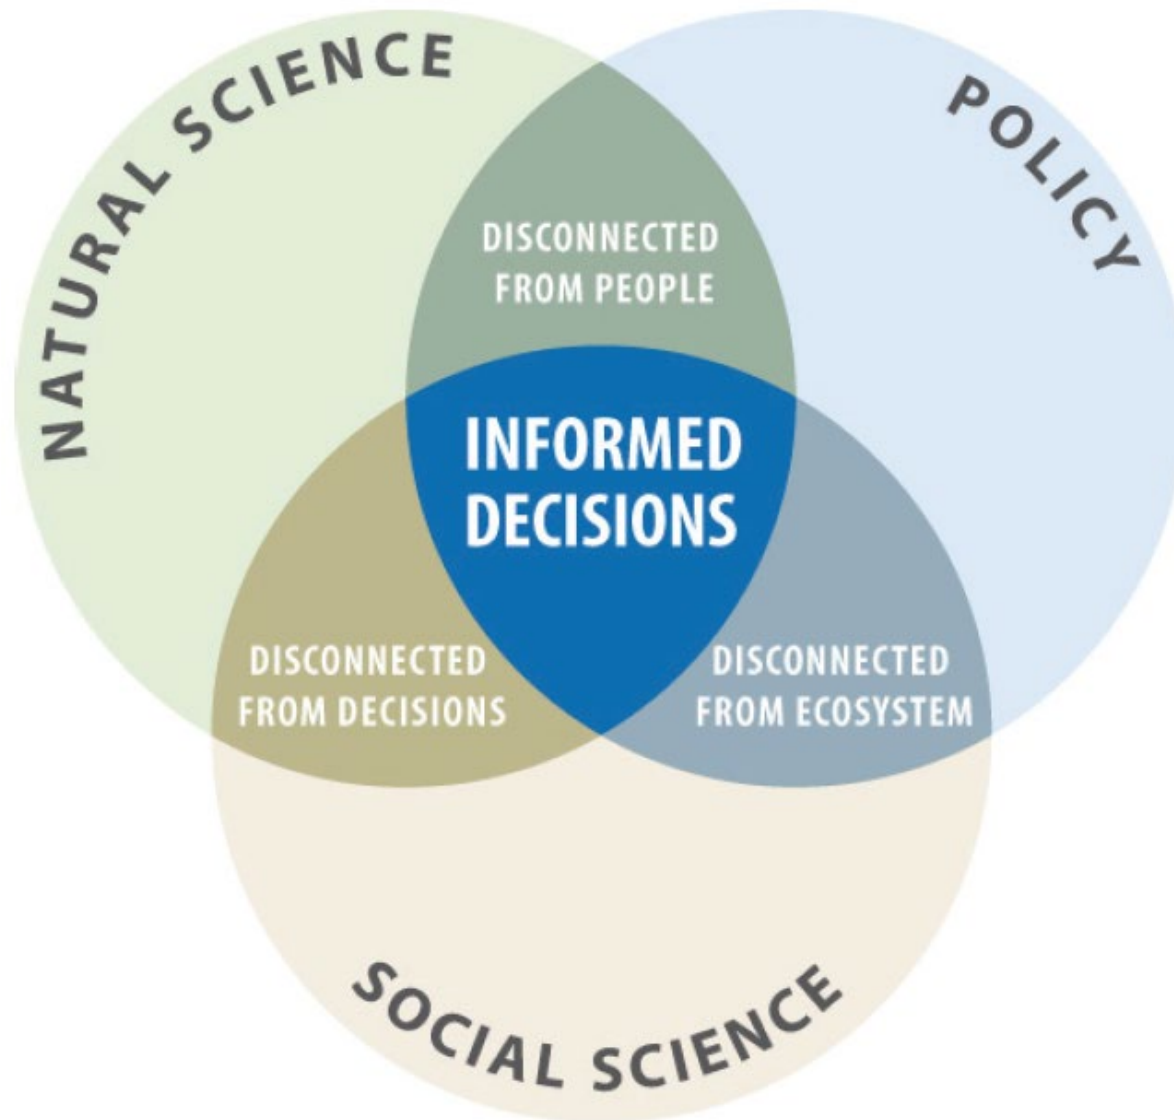 NATURAL SCIENCE
POLICY
DISCONNECTED
FROM PEOPLE
INFORMED
DECISIONS
DISCONNECTED
FROM DECISIONS
DISCONNECTED
FROM ECOSYSTEM
SOCIAL SCIENCE